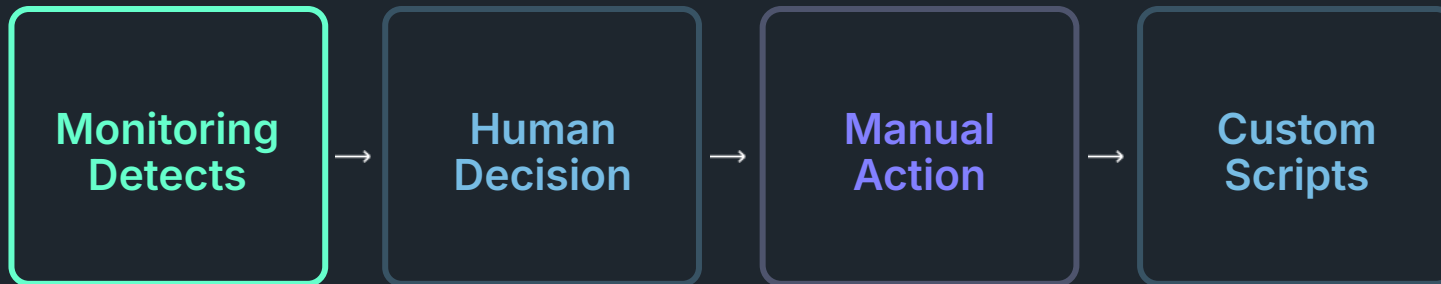 Monitoring
Detects
Human
Decision
Manual
Action
Custom
Scripts